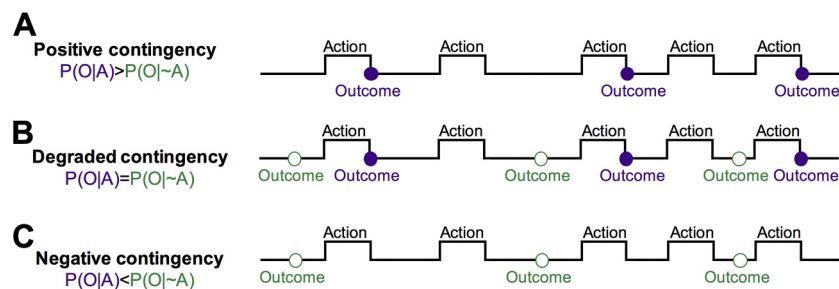 A
Positive contingency
P(O|A)>P(O|~A)
Action Action Action Action Action
Outcome Outcome Outcome
B
Degraded contingency
P(O|A)=P(O|~A)
Action Action Action Action Action
Outcome Outcome Outcome Outcome Outcome Outcome
C
Negative contingency
P(O|A)<P(O|~A)
Action Action Action Action Action
Outcome Outcome Outcome